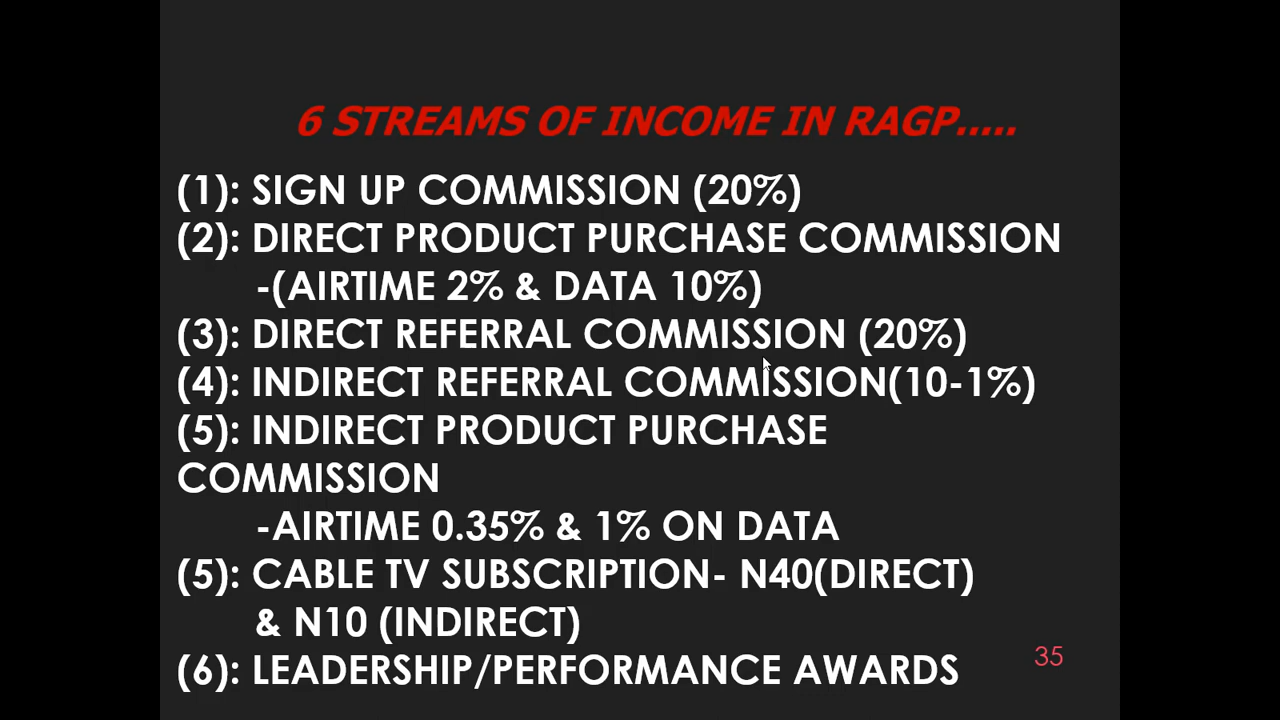 6 STREAMS OF INCOME IN RAGP.....
(1): SIGN UP COMMISSION (20%)
(2): DIRECT PRODUCT PURCHASE COMMISSION
-(AIRTIME 2% & DATA 10%)
(3): DIRECT REFERRAL COMMISSION (20%)
(4): INDIRECT REFERRAL COMMISSION(10-1%)
(5): INDIRECT PRODUCT PURCHASE
COMMISSION
-AIRTIME 0.35% & 1% ON DATA
(5): CABLE TV SUBSCRIPTION- N40(DIRECT)
& N10 (INDIRECT)
(6): LEADERSHIP/PERFORMANCE AWARDS
35